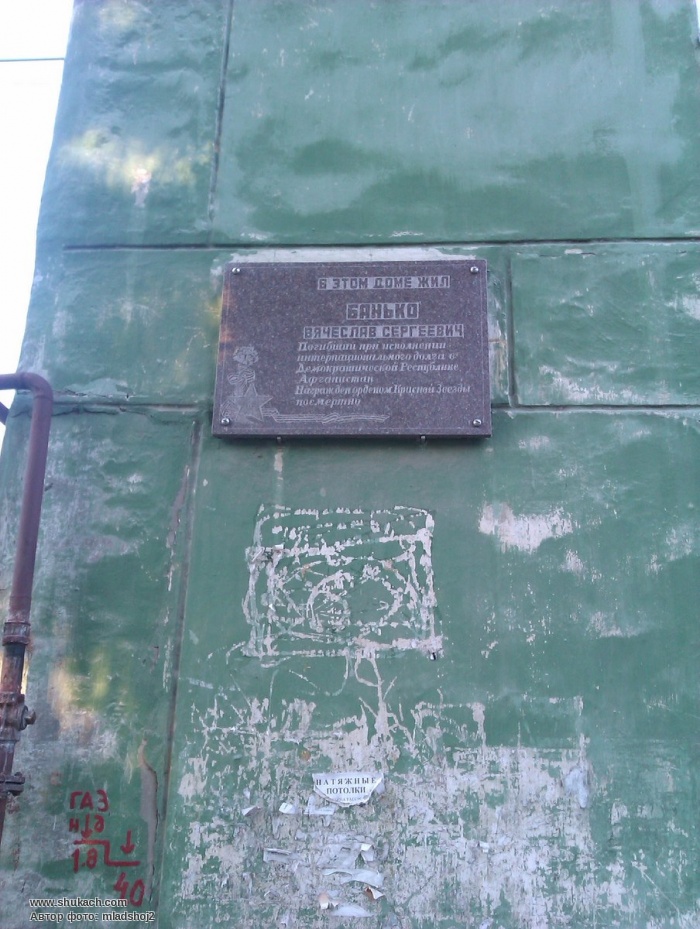 В ЭТОМ ДОМЕ ЖИЛ
БАНЬКО
ВЯЧЕСЛАВ СЕРГЕЕВИЧ
Погибший при исполнении
интернационального долга в
Демократической Республике
Афганистан
Награжден орденом Красной Звезды
посмертно
НАТЯЖНЫЕ
ПОТОЛКИ
ГАЗ
40
www.shukach.com
Автор фото: mladshoj2